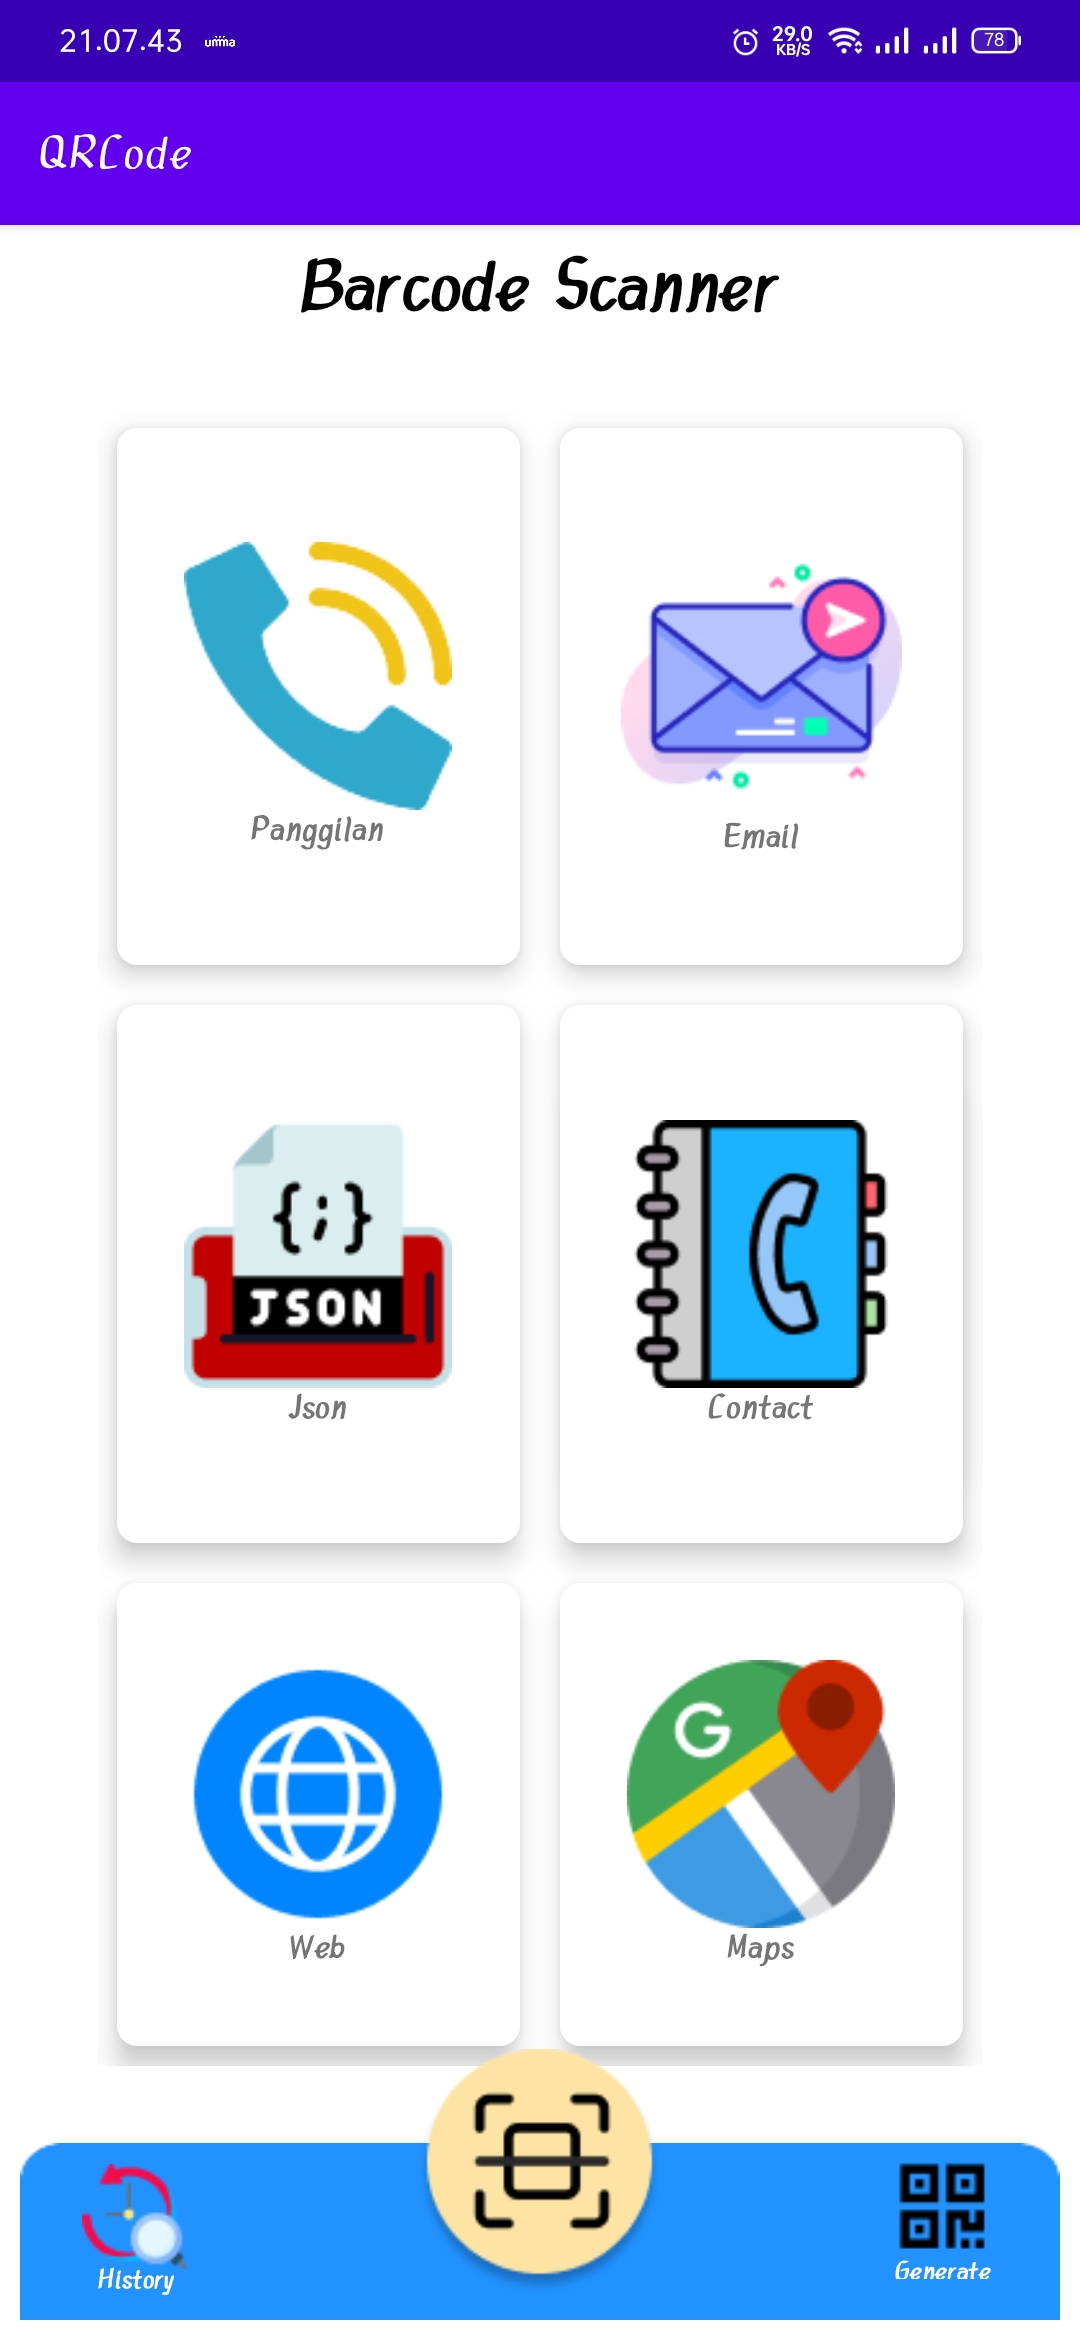 21.07.43 umma 29.0 KB/S 78
QRCode
Barcode Scanner
Panggilan
Email
{;}
JSON
Json
Contact
Web
G
Maps
History
Generate